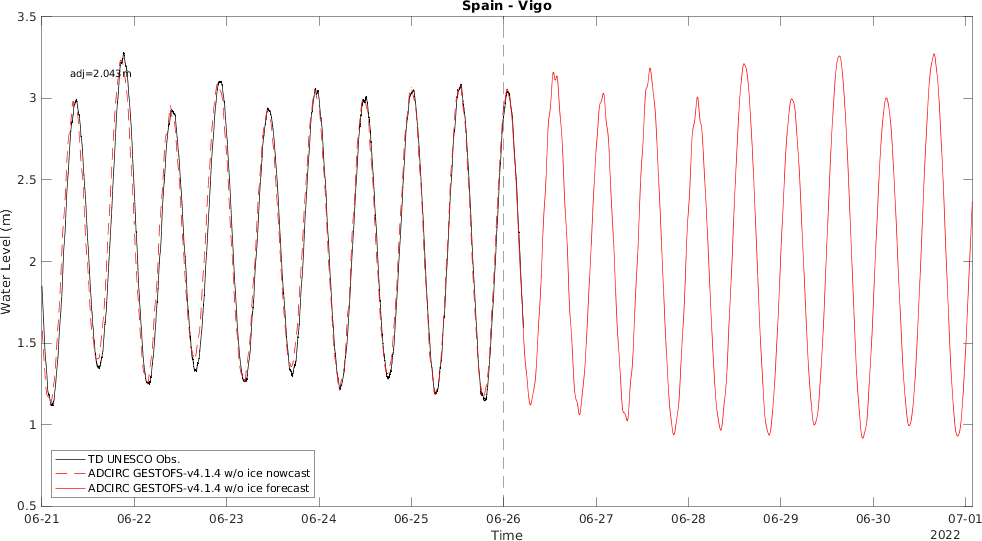 Spain - Vigo
3.5
3
2.5
2
1.5
1
0.5
Water Level (m)
adj=2.043 m
TD UNESCO Obs.
ADCIRC GESTOFS-v4.1.4 w/o ice nowcast
ADCIRC GESTOFS-v4.1.4 w/o ice forecast
06-21 06-22 06-23 06-24 06-25 06-26 06-27 06-28 06-29 06-30 07-01
Time
2022